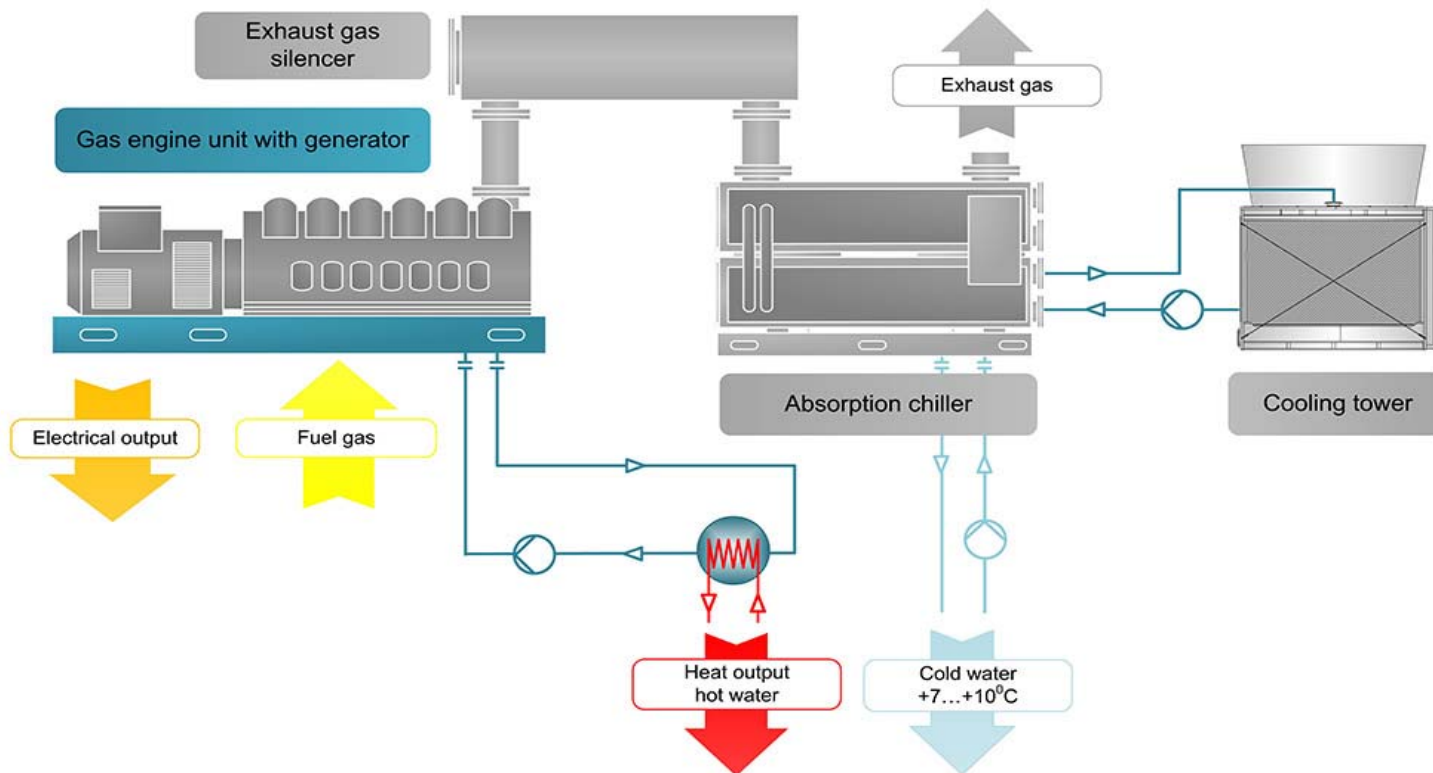 Exhaust gas
silencer
Exhaust gas
Gas engine unit with generator
Electrical output
Fuel gas
Absorption chiller
Cooling tower
Heat output
hot water
Cold water
+7...+10⁰C